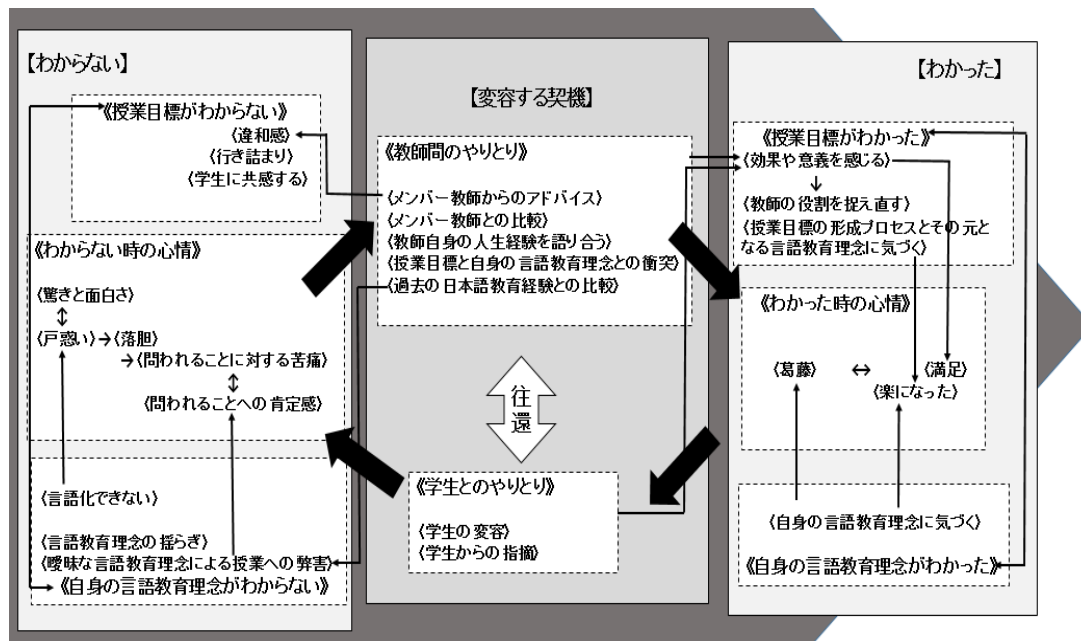 【わからない】
《授業目標がわからない》
〈違和感〉
〈行き詰まり〉
〈学生に共感する〉
《わからない時の心情》
〈驚きと面白さ〉
↕
〈戸惑い〉→〈落胆〉
→〈問われることに対する苦痛〉
↕
〈問われることへの肯定感〉
〈言語化できない〉
〈言語教育理念の揺らぎ〉
〈曖昧な言語教育理念による授業への弊害〉
《自身の言語教育理念がわからない》
【変容する契機】
《教師間のやりとり》
〈メンバー教師からのアドバイス〉
〈メンバー教師との比較〉
〈教師自身の人生経験を語り合う〉
〈授業目標と自身の言語教育理念との衝突〉
〈過去の日本語教育経験との比較〉
往
還
《学生とのやりとり》
〈学生の変容〉
〈学生からの指摘〉
【わかった】
《授業目標がわかった》
〈効果や意義を感じる〉
↓
〈教師の役割を捉え直す〉
〈授業目標の形成プロセスとその元と
なる言語教育理念に気づく〉
《わかった時の心情》
〈葛藤〉 ↔ 〈満足〉
〈楽になった〉
〈自身の言語教育理念に気づく〉
《自身の言語教育理念がわかった》